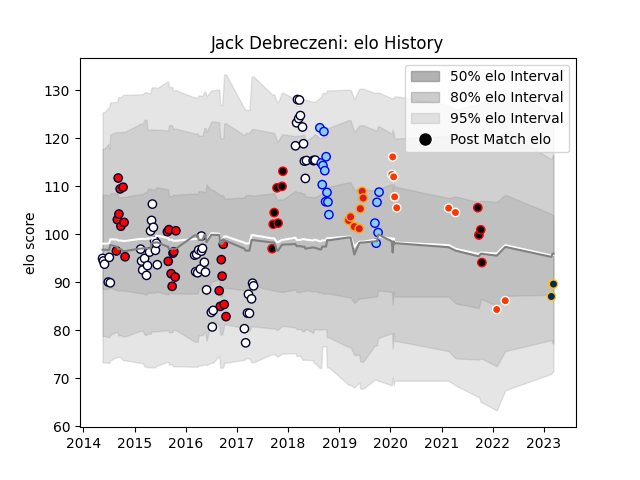 Jack Debreczeni: elo History
50% elo Interval
80% elo Interval
95% elo Interval
Post Match elo
elo score
130
120
110
100
90
80
70
60
2014 2015 2016 2017 2018 2019 2020 2021 2022 2023